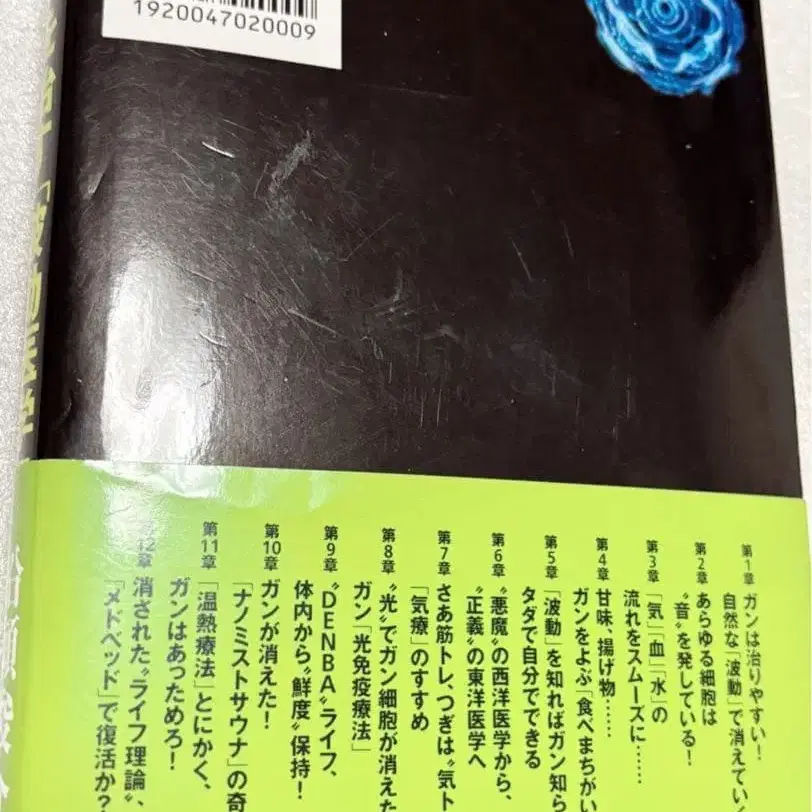 1920047020009
第1章
ガンは治りやすい!
自然な「波動」で消えてい
第2章
あらゆる細胞は
〝音〟を発している!
第3章
「気」「血」「水」の
流れをスムーズに……
第4章
甘味、揚げ物……
ガンをよぶ「食べまちがい
第5章
「波動」を知ればガン知ら
タダで自分でできる
第6章
〝悪魔〟の西洋医学から、
〝正義〟の東洋医学へ
第7章
さあ筋トレ、つぎは〝気ト
「気療」のすすめ
第8章
〝光〟でガン細胞が消えた
ガン「光免疫療法」
第9章
〝DENBA〟ライフ、
体内から〝鮮度〟保持!
第10章
ガンが消えた!
「ナノミストサウナ」の奇
第11章
「温熱療法」とにかく、
ガンはあっためろ!
第12章
消された〝ライフ理論〟、
「メドベッド」で復活か?
「波動医学